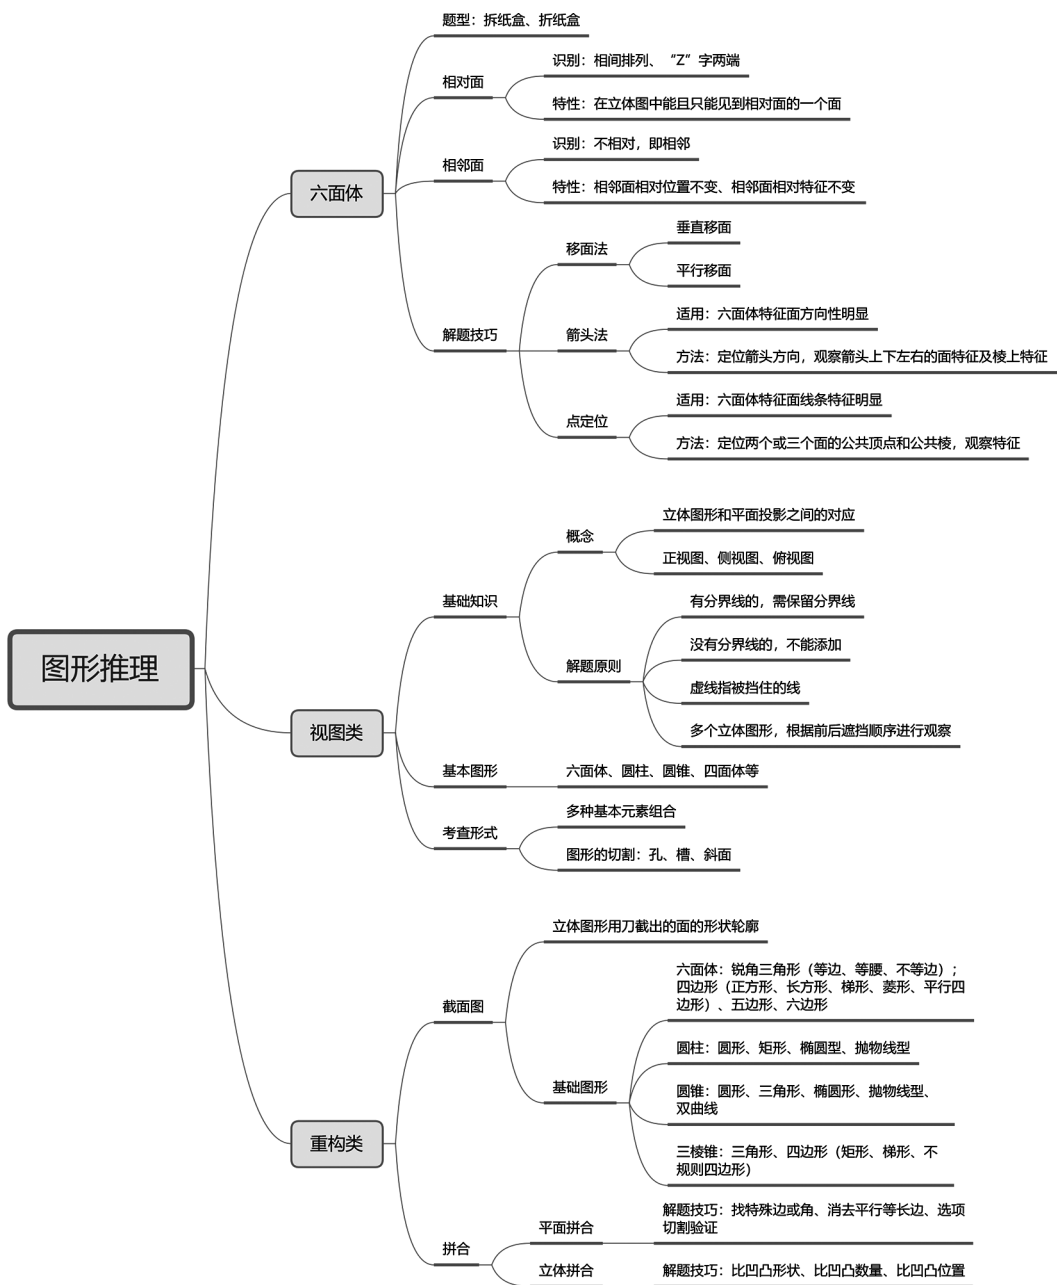 图形推理
六面体
题型：拆纸盒、折纸盒
相对面
识别：相间排列、“Z”字两端
特性：在立体图中能且只能见到相对面的一个面
相邻面
识别：不相对，即相邻
特性：相邻面相对位置不变、相邻面相对特征不变
解题技巧
移面法
垂直移面
平行移面
箭头法
适用：六面体特征面方向性明显
方法：定位箭头方向，观察箭头上下左右的面特征及棱上特征
点定位
适用：六面体特征面线条特征明显
方法：定位两个或三个面的公共顶点和公共棱，观察特征
视图类
基础知识
概念
立体图形和平面投影之间的对应
正视图、侧视图、俯视图
解题原则
有分界线的，需保留分界线
没有分界线的，不能添加
虚线指被挡住的线
多个立体图形，根据前后遮挡顺序进行观察
基本图形
六面体、圆柱、圆锥、四面体等
考查形式
多种基本元素组合
图形的切割：孔、槽、斜面
重构类
截面图
立体图形用刀截出的面的形状轮廓
基础图形
六面体：锐角三角形（等边、等腰、不等边）；
四边形（正方形、长方形、梯形、菱形、平行四
边形）、五边形、六边形
圆柱：圆形、矩形、椭圆型、抛物线型
圆锥：圆形、三角形、椭圆形、抛物线型、
双曲线
三棱锥：三角形、四边形（矩形、梯形、不
规则四边形）
拼合
平面拼合
解题技巧：找特殊边或角、消去平行等长边、选项
切割验证
立体拼合
解题技巧：比凹凸形状、比凹凸数量、比凹凸位置